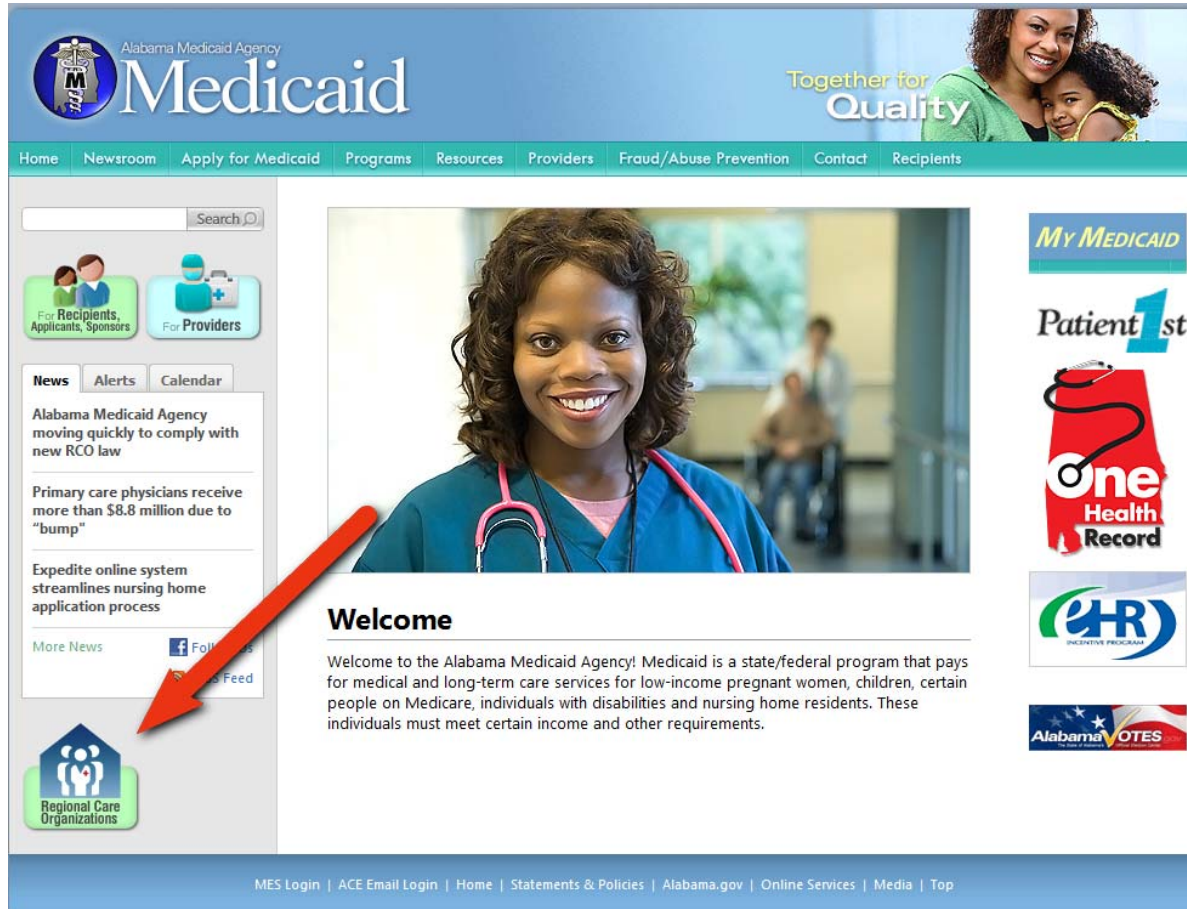 Alabama Medicaid Agency
Medicaid
Together for
Quality
Home Newsroom Apply for Medicaid Programs Resources Providers Fraud/Abuse Prevention Contact Recipients
Search
For Recipients,
Applicants, Sponsors
For Providers
News Alerts Calendar
Alabama Medicaid Agency
moving quickly to comply with
new RCO law
Primary care physicians receive
more than $8.8 million due to
“bump"
Expedite online system
streamlines nursing home
application process
More News
Feed
Regional Care
Organizations
Welcome
Welcome to the Alabama Medicaid Agency! Medicaid is a state/federal program that pays
for medical and long-term care services for low-income pregnant women, children, certain
people on Medicare, individuals with disabilities and nursing home residents. These
individuals must meet certain income and other requirements.
MY MEDICAID
Patient 1st
One
Health
Record
eHR
INCENTIVE PROGRAM
Alabama VOTES
MES Login | ACE Email Login | Home | Statements & Policies | Alabama.gov | Online Services | Media | Top